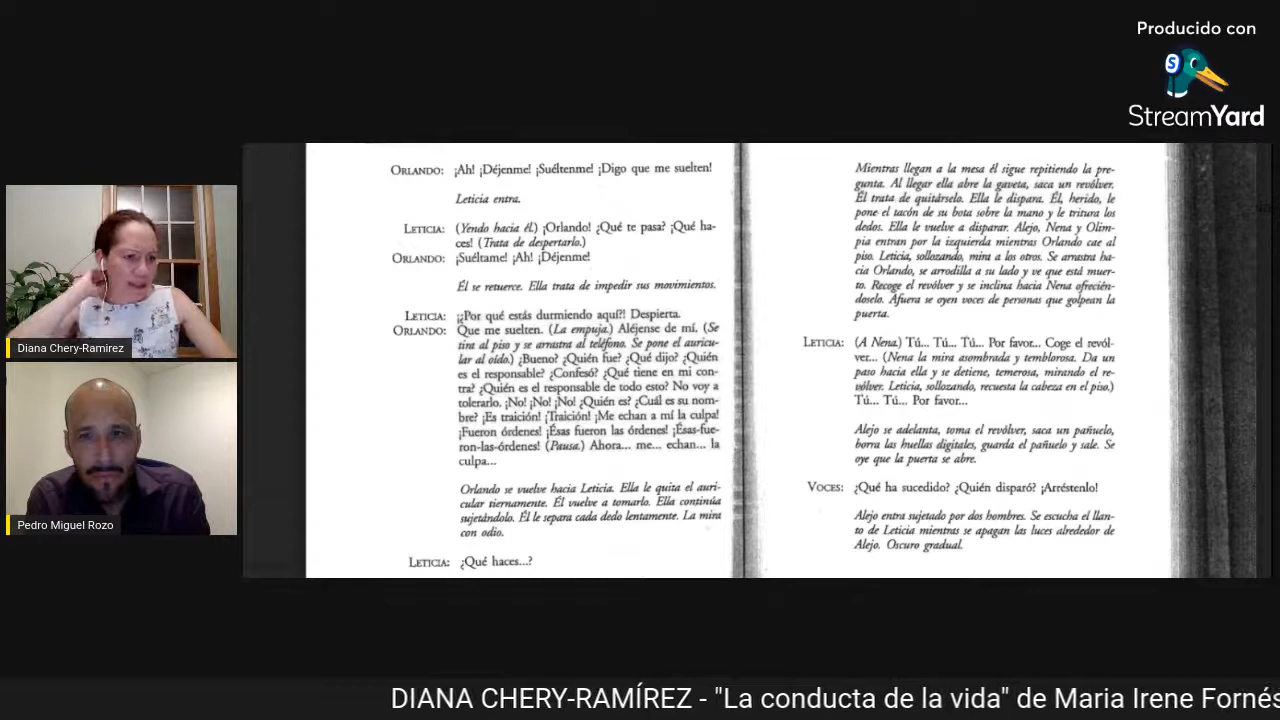 Producido con
StreamYard
ORLANDO: ¡Ah! ¡Déjenme! ¡Suéltenme! ¡Digo que me suelten!
Leticia entra.
LETICIA: (Yendo hacia él.) ¡Orlando! ¿Qué te pasa? ¡Qué ha-
ces! (Trata de despertarlo.)
ORLANDO: ¡Suéltame! ¡Ah! ¡Déjenme!
Él se retuerce. Ella trata de impedir sus movimientos.
LETICIA: ¡¿Por qué estás durmiendo aquí?! Despierta.
ORLANDO: Que me suelten. (La empuja.) Aléjense de mí. (Se
tira al piso y se arrastra al teléfono. Se pone el auricu-
lar al oído.) ¿Bueno? ¿Quién fue? ¿Qué dijo? ¿Quién
es el responsable? ¿Confesó? ¿Qué tiene en mi con-
tra? ¿Quién es el responsable de todo esto? No voy a
tolerarlo. ¡No! ¡No! ¡No! ¿Quién es? ¿Cuál es su nom-
bre? ¡Es traición! ¡Traición! ¡Me echan a mí la culpa!
¡Fueron órdenes! ¡Ésas fueron las órdenes! ¡Ésas-fue-
ron-las-órdenes! (Pausa.) Ahora... me... echan... la
culpa...
Orlando se vuelve hacia Leticia. Ella le quita el auri-
cular tiernamente. Él vuelve a tomarlo. Ella continúa
sujetándolo. Él le separa cada dedo lentamente. La mira
con odio.
LETICIA: ¿Qué haces...?
Mientras llegan a la mesa él sigue repitiendo la pre-
gunta. Al llegar ella abre la gaveta, saca un revólver.
Él trata de quitárselo. Ella le dispara. Él, herido, le
pone el tacón de su bota sobre la mano y le tritura los
dedos. Ella le vuelve a disparar. Alejo, Nena y Olim-
pia entran por la izquierda mientras Orlando cae al
piso. Leticia, sollozando, mira a los otros. Se arrastra ha-
cia Orlando, se arrodilla a su lado y ve que está muer-
to. Recoge el revólver y se inclina hacia Nena ofrecién-
doselo. Afuera se oyen voces de personas que golpean la
puerta.
LETICIA: (A Nena.) Tú... Tú... Tú... Por favor... Coge el revól-
ver... (Nena la mira asombrada y temblorosa. Da un
paso hacia ella y se detiene, temerosa, mirando el re-
vólver. Leticia, sollozando, recuesta la cabeza en el piso.)
Tú... Tú... Por favor...
Alejo se adelanta, toma el revólver, saca un pañuelo,
borra las huellas digitales, guarda el pañuelo y sale. Se
oye que la puerta se abre.
VOCES: ¿Qué ha sucedido? ¿Quién disparó? ¡Arréstenlo!
Alejo entra sujetado por dos hombres. Se escucha el llan-
to de Leticia mientras se apagan las luces alrededor de
Alejo. Oscuro gradual.
Diana Chery-Ramirez
Pedro Miguel Rozo
DIANA CHERY-RAMÍREZ - "La conducta de la vida" de Maria Irene Fornés